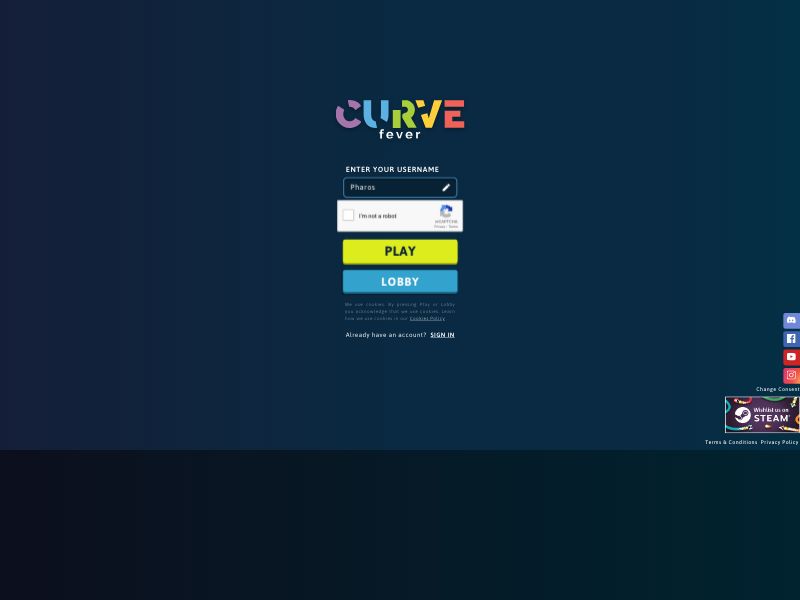 CURVE
fever
ENTER YOUR USERNAME
Pharos
I'm not a robot
reCAPTCHA
Privacy - Terms
PLAY
LOBBY
We use cookies. By pressing Play or Lobby
you acknowledge that we use cookies. Learn
how we use cookies in our Cookies Policy
Already have an account? SIGN IN
Change Consent
Wishlist us on
STEAM
Terms & Conditions Privacy Policy